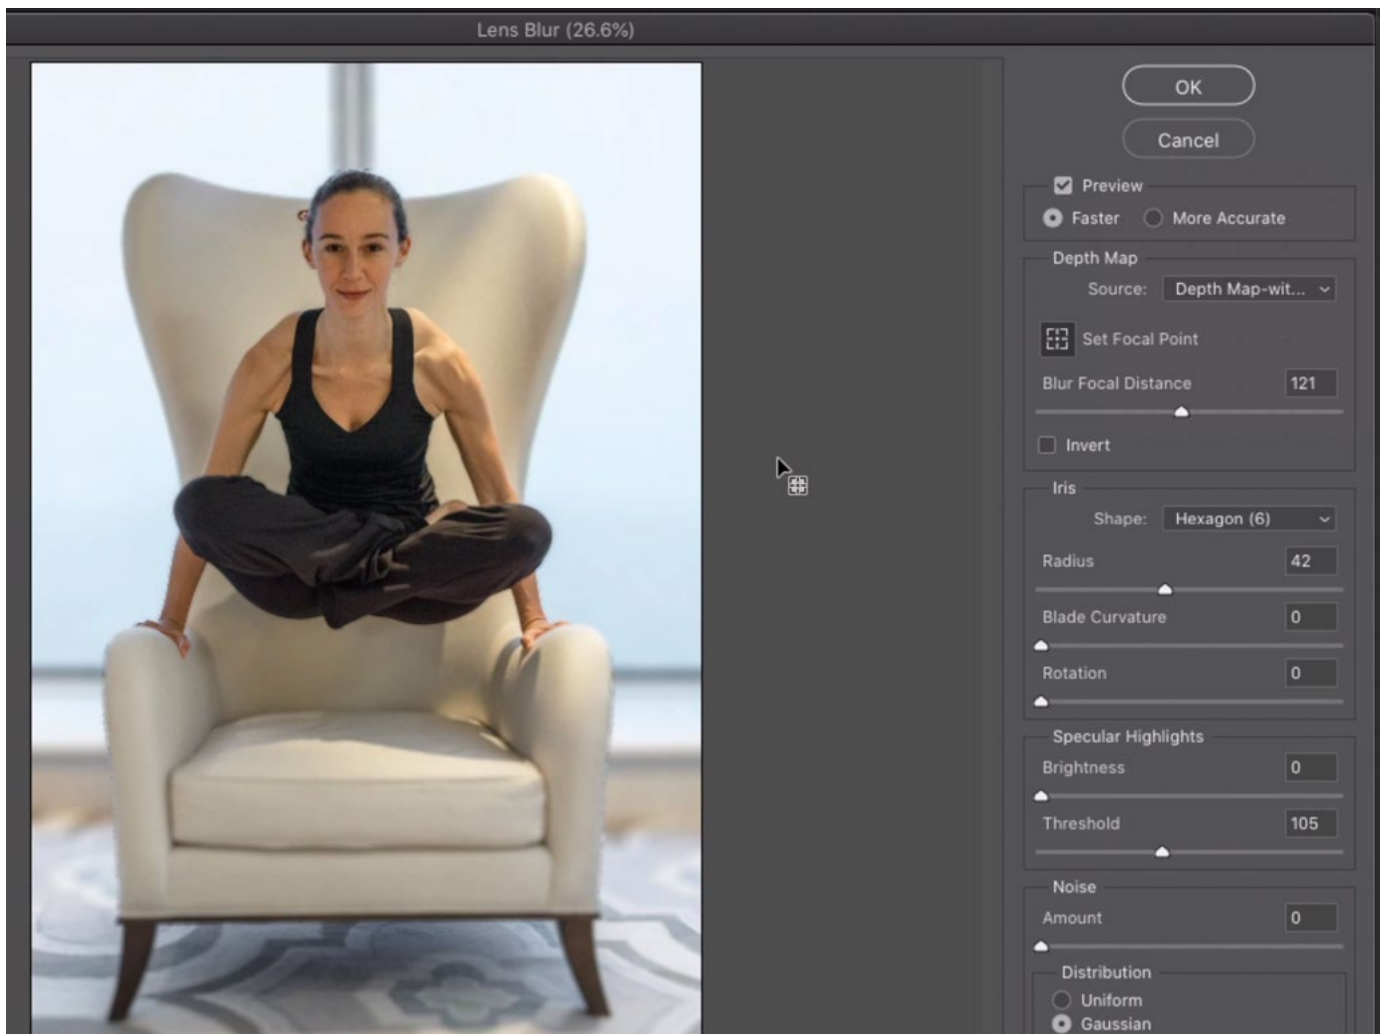 Lens Blur (26.6%)
OK
Cancel
Preview
Faster More Accurate
Depth Map
Source: Depth Map-wit...
Set Focal Point
Blur Focal Distance 121
Invert
Iris
Shape: Hexagon (6)
Radius 42
Blade Curvature 0
Rotation 0
Specular Highlights
Brightness 0
Threshold 105
Noise
Amount 0
Distribution
Uniform
Gaussian